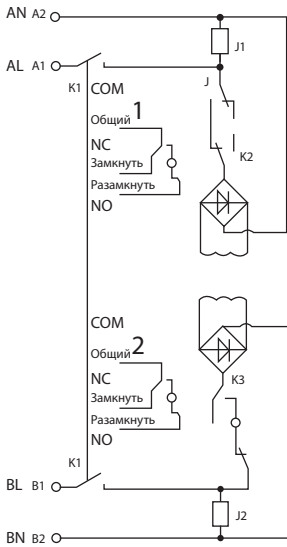 AN A2
J1
AL A1
K1 COM
J
Общий 1
NC
K2
Замкнуть
Разамкнуть
NO
COM
Общий 2
NC
K3
Замкнуть
Разамкнуть
NO
K1
BL B1
J2
BN B2